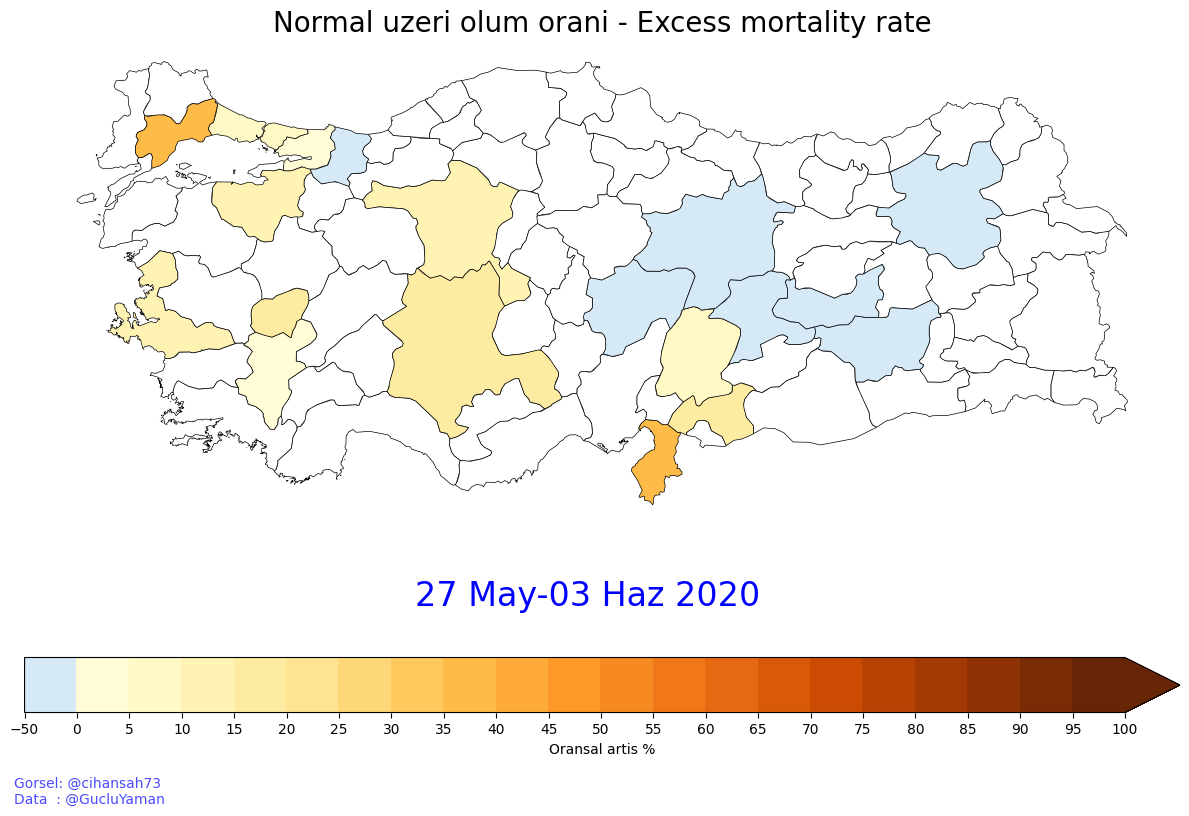 Normal uzeri olum orani - Excess mortality rate
27 May-03 Haz 2020
−50 0 5 10 15 20 25 30 35 40 45 50 55 60 65 70 75 80 85 90 95 100
Oransal artis %
Gorsel: @cihansah73
Data  : @GucluYaman